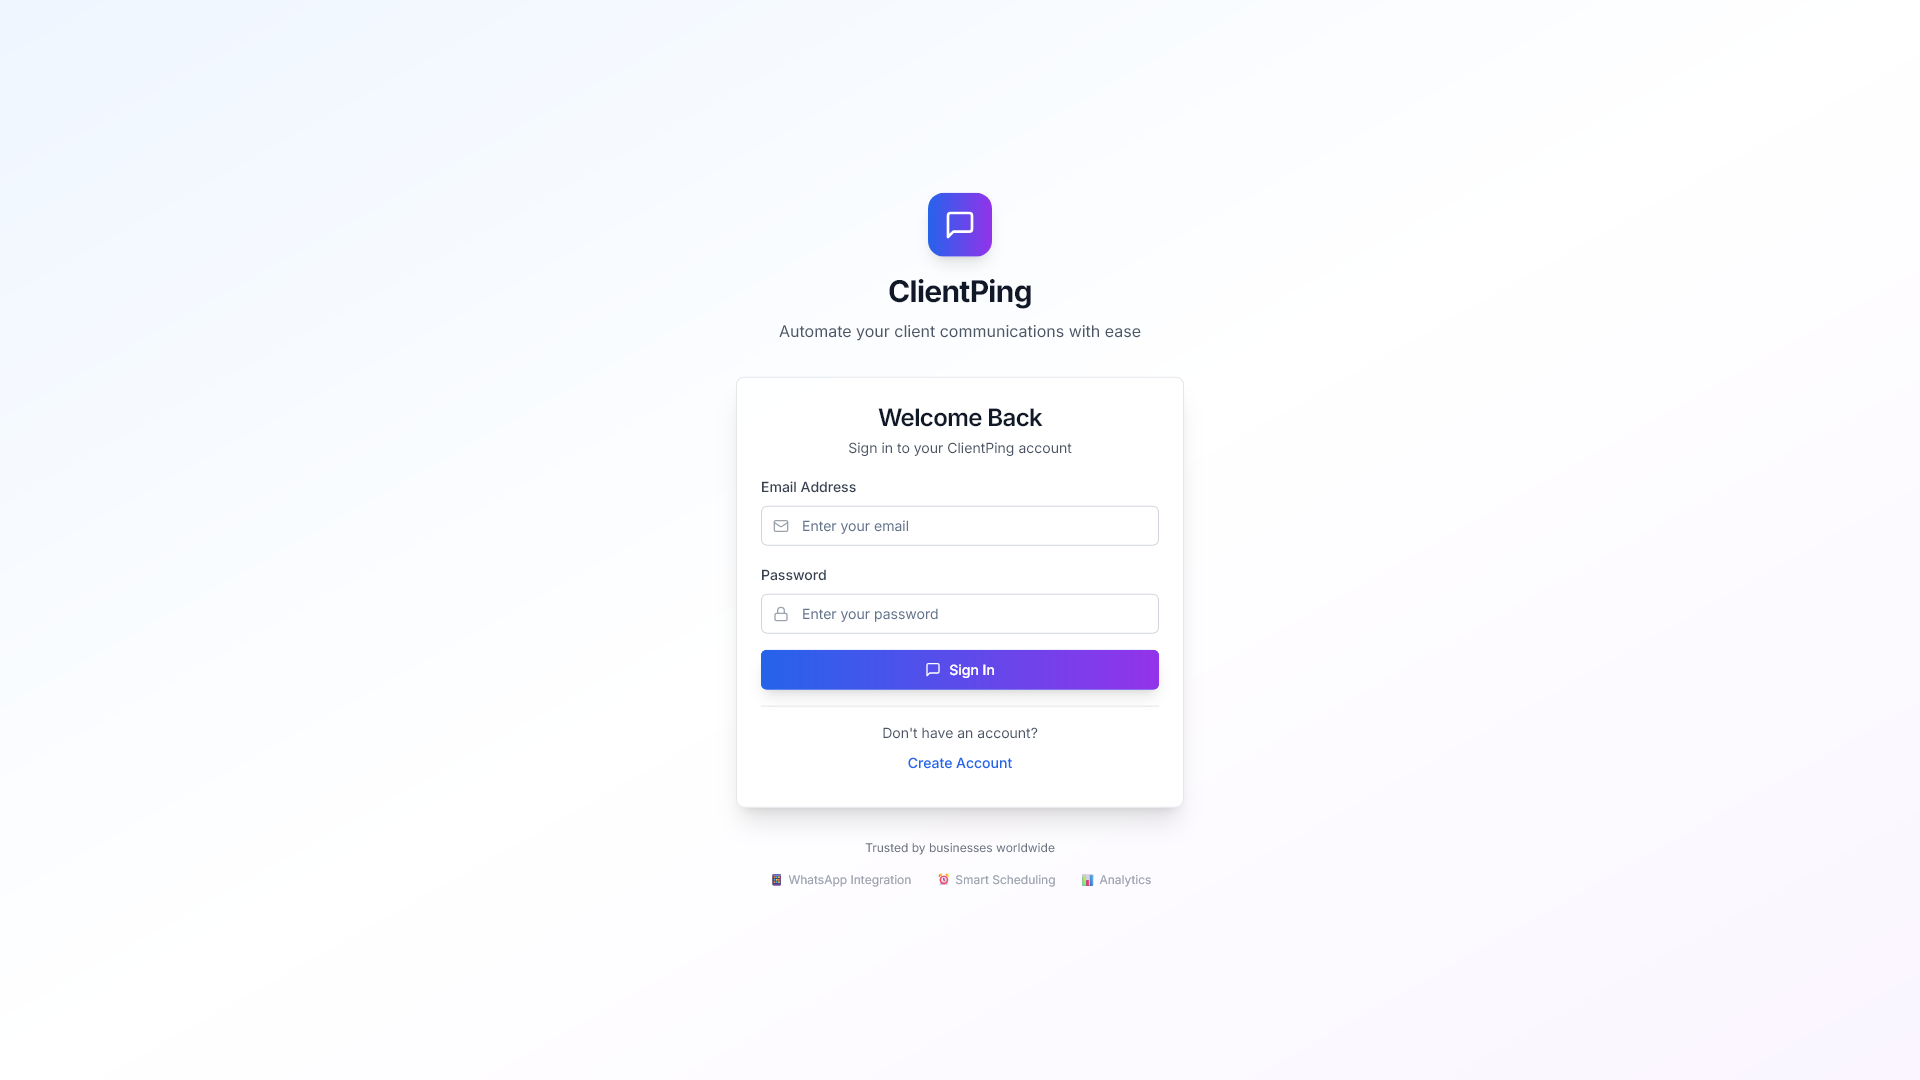 ClientPing
Automate your client communications with ease
Welcome Back
Sign in to your ClientPing account
Email Address
Enter your email
Password
Enter your password
Sign In
Don't have an account?
Create Account
Trusted by businesses worldwide
WhatsApp Integration Smart Scheduling Analytics